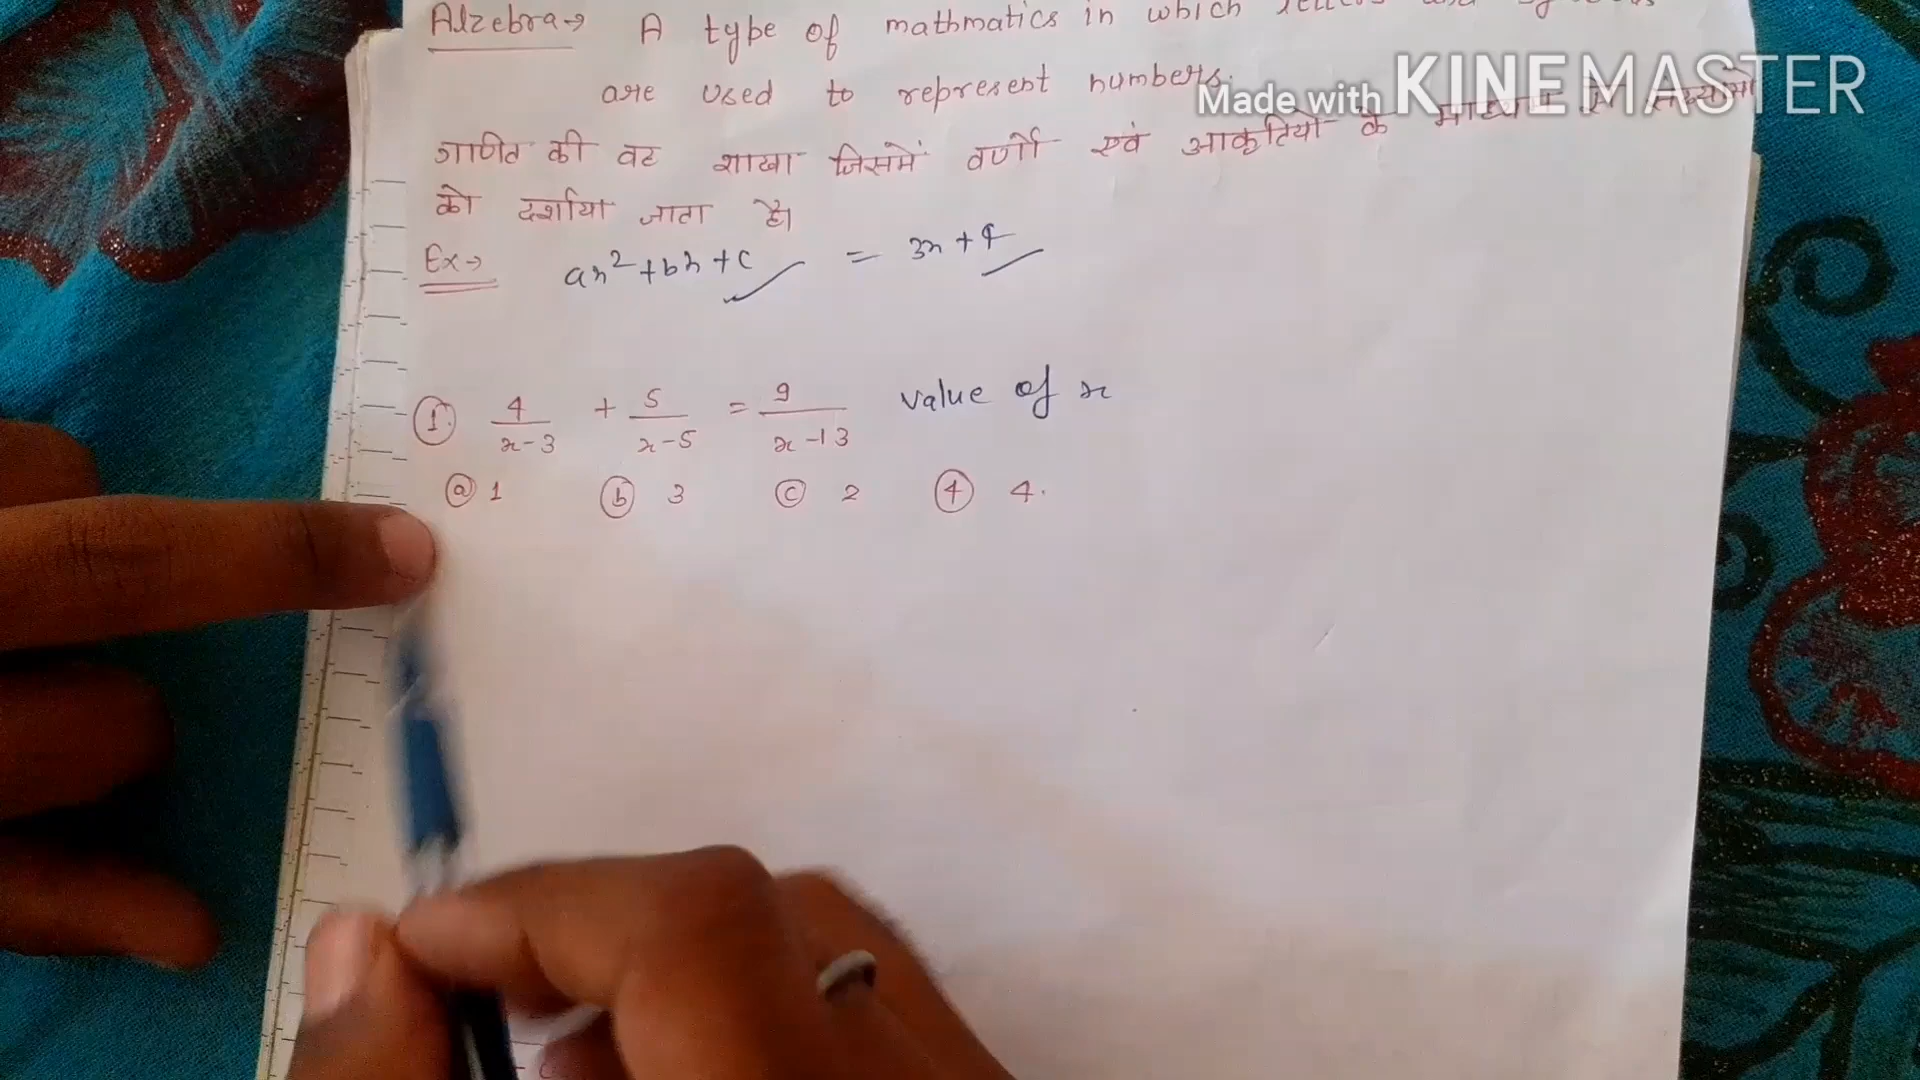 Alzebra→ A type of mathmatics in which
are used to represent numbers.
Made with KINEMASTER
गणित की वह शाखा जिसमें वर्णो एवं आकृतियो के माध्यम से
को दर्शाया जाता है।
Ex→ ax²+bx+c = 3x+4
1. 4/(x-3) + 5/(x-5) = 9/(x-13) value of x
(a) 1 (b) 3 (c) 2 (4) 4.